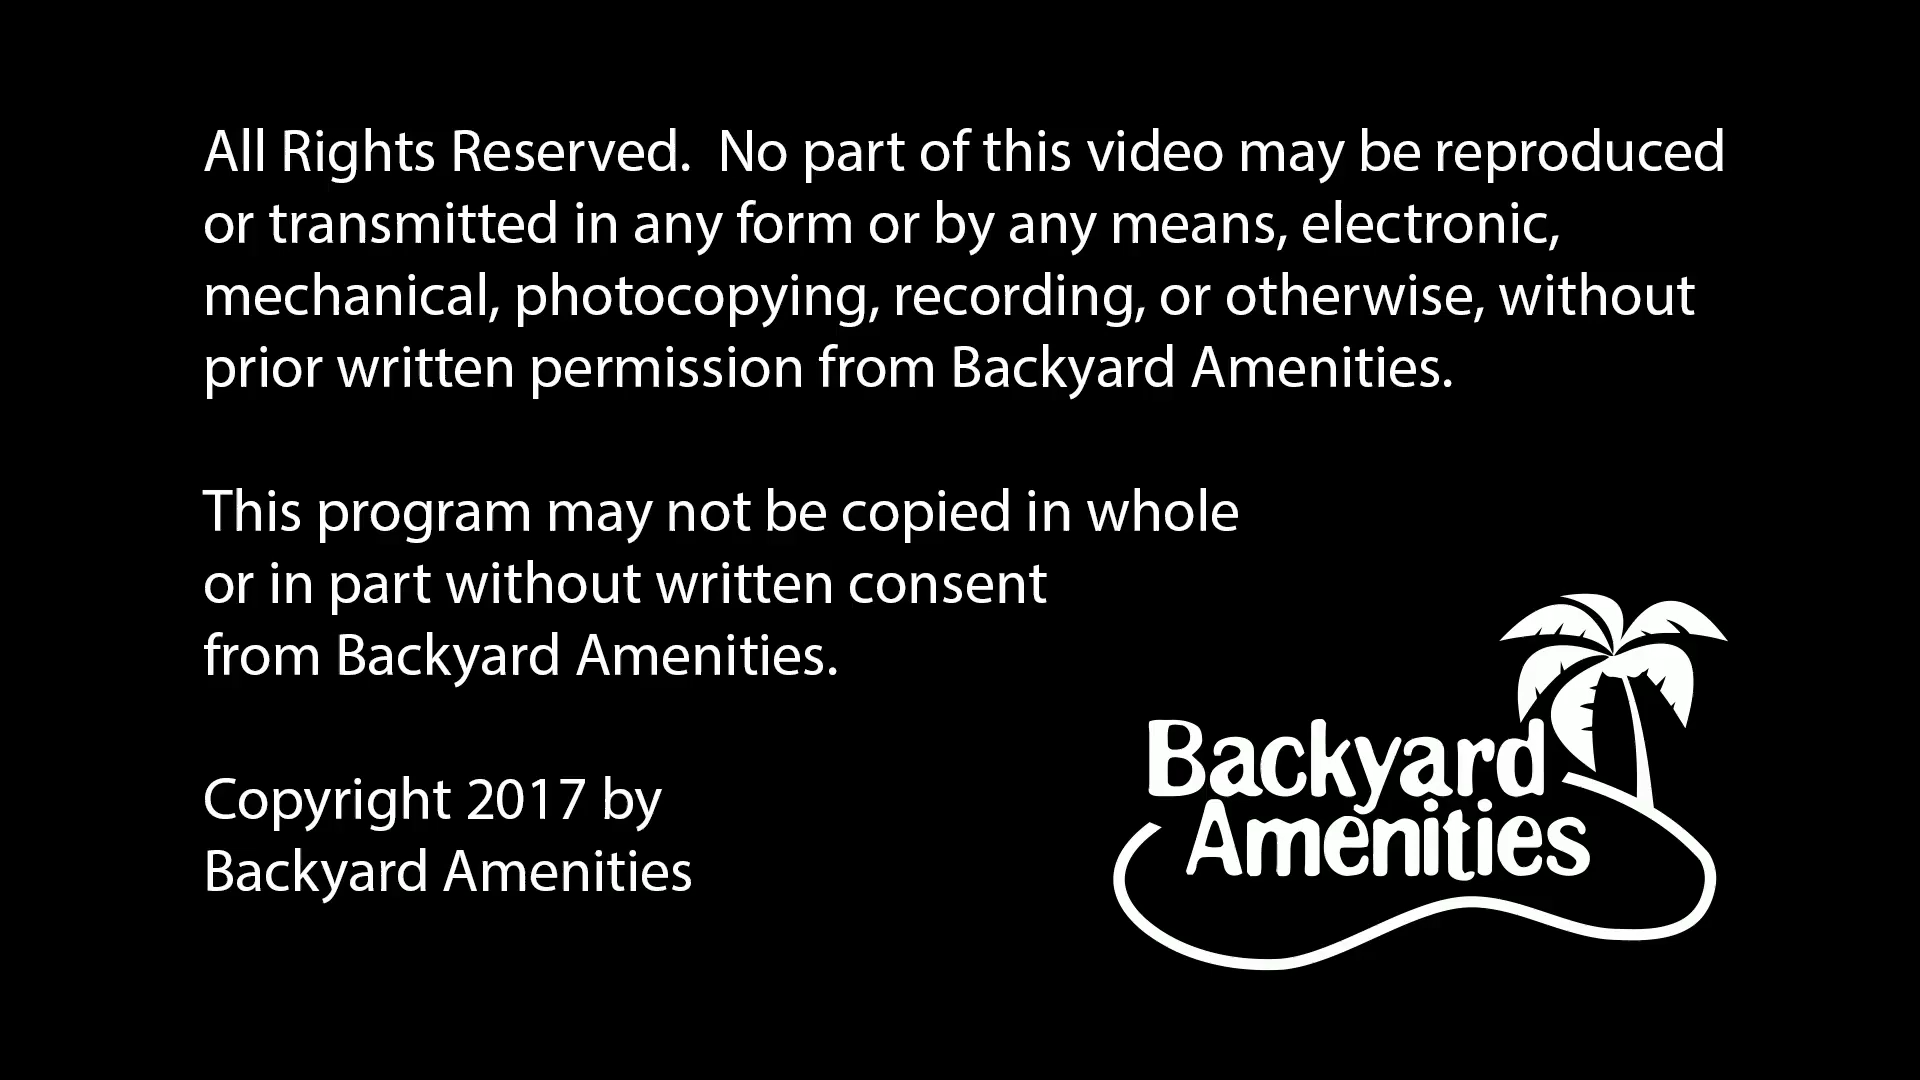 All Rights Reserved.  No part of this video may be reproduced
or transmitted in any form or by any means, electronic,
mechanical, photocopying, recording, or otherwise, without
prior written permission from Backyard Amenities.
This program may not be copied in whole
or in part without written consent
from Backyard Amenities.
Copyright 2017 by
Backyard Amenities
Backyard
Amenities